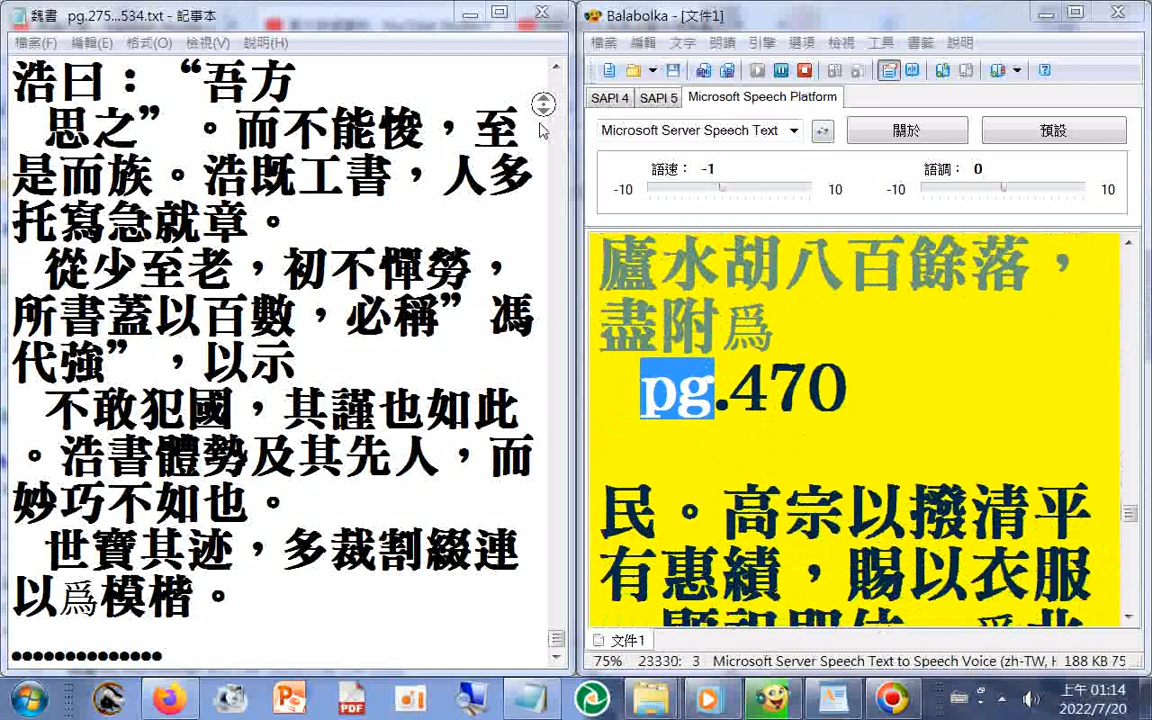 魏書 pg.275...534.txt - 記事本
檔案(F) 編輯(E) 格式(O) 檢視(V) 說明(H)
浩曰：“吾方
思之”。而不能悛，至
是而族。浩既工書，人多
托寫急就章。
從少至老，初不憚勞，
所書蓋以百數，必稱”馮
代強”，以示
不敢犯國，其謹也如此
。浩書體勢及其先人，而
妙巧不如也。
世寶其迹，多裁割綴連
以爲模楷。
••••••••••••••
Balabolka - [文件1]
檔案 編輯 文字 朗讀 引擎 選項 檢視 工具 書籤 說明
SAPI 4 SAPI 5 Microsoft Speech Platform
Microsoft Server Speech Text 關於 預設
語速： -1 語調： 0
-10 10 -10 10
廬水胡八百餘落，
盡附爲
pg.470
民。高宗以撥清平
有惠績，賜以衣服
文件1
75% 23330: 3 Microsoft Server Speech Text to Speech Voice (zh-TW, H 188 KB 75
PDF
上午 01:14
2022/7/20